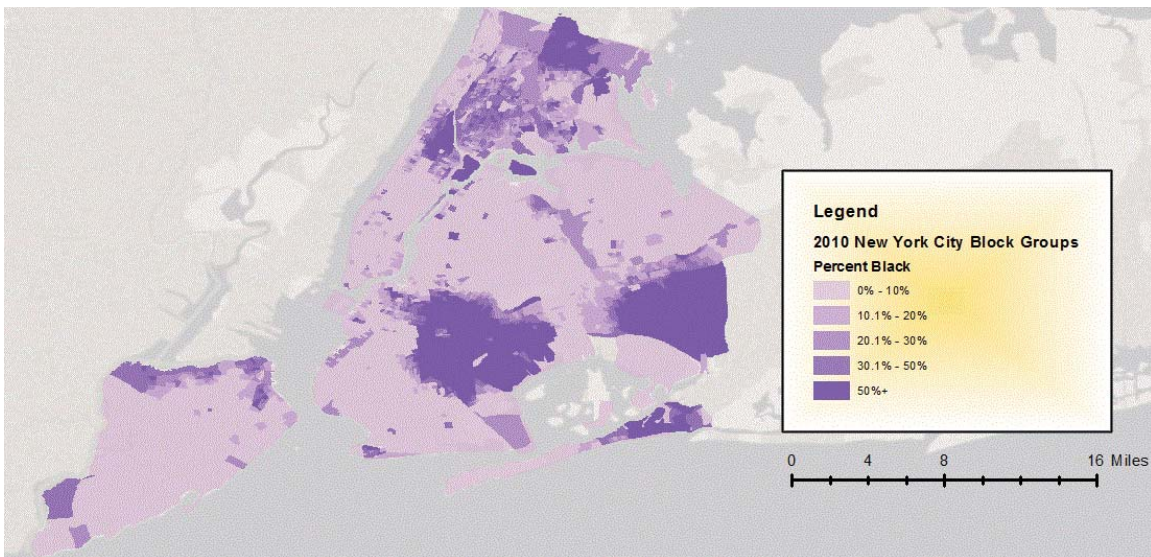 Legend
2010 New York City Block Groups
Percent Black
0% - 10%
10.1% - 20%
20.1% - 30%
30.1% - 50%
50%+
0 4 8 16 Miles